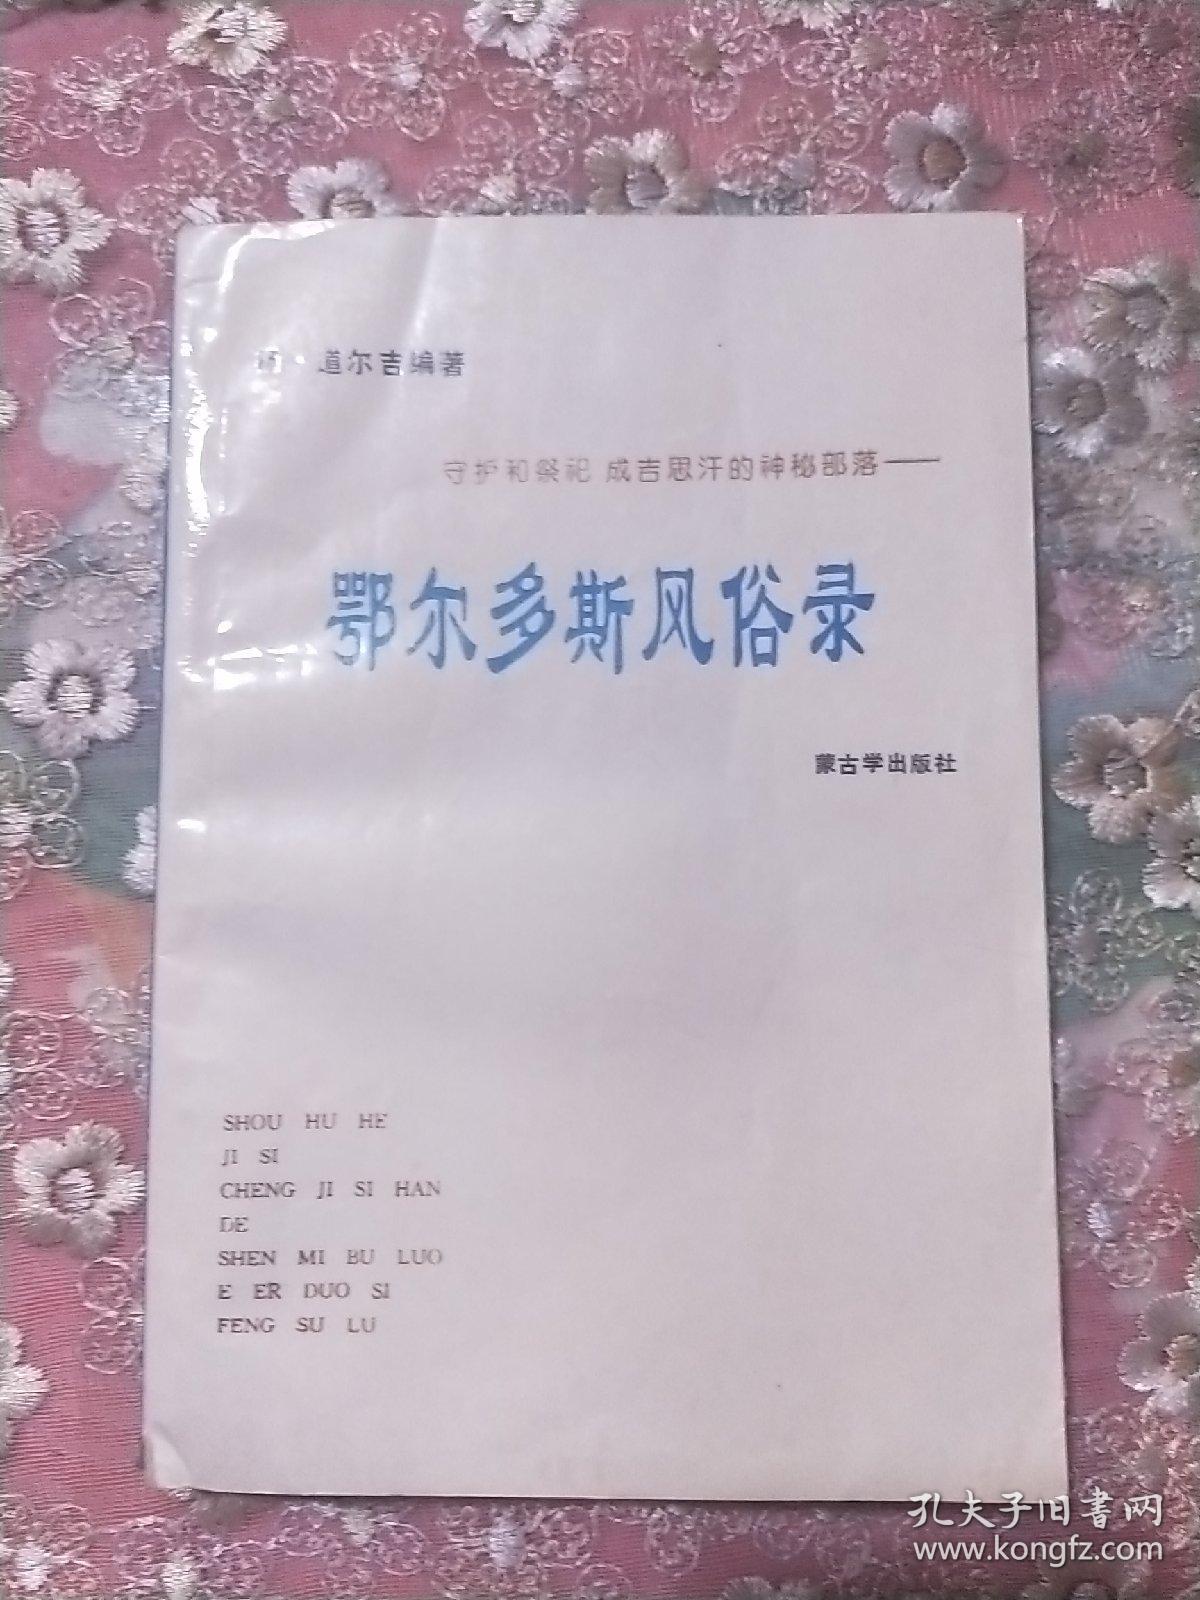 道尔吉编著
守护和祭祀 成吉思汗的神秘部落——
鄂尔多斯风俗录
蒙古学出版社
SHOU HU HE
JI SI
CHENG JI SI HAN
DE
SHEN MI BU LUO
E ER DUO SI
FENG SU LU
孔夫子旧书网
www.kongfz.com